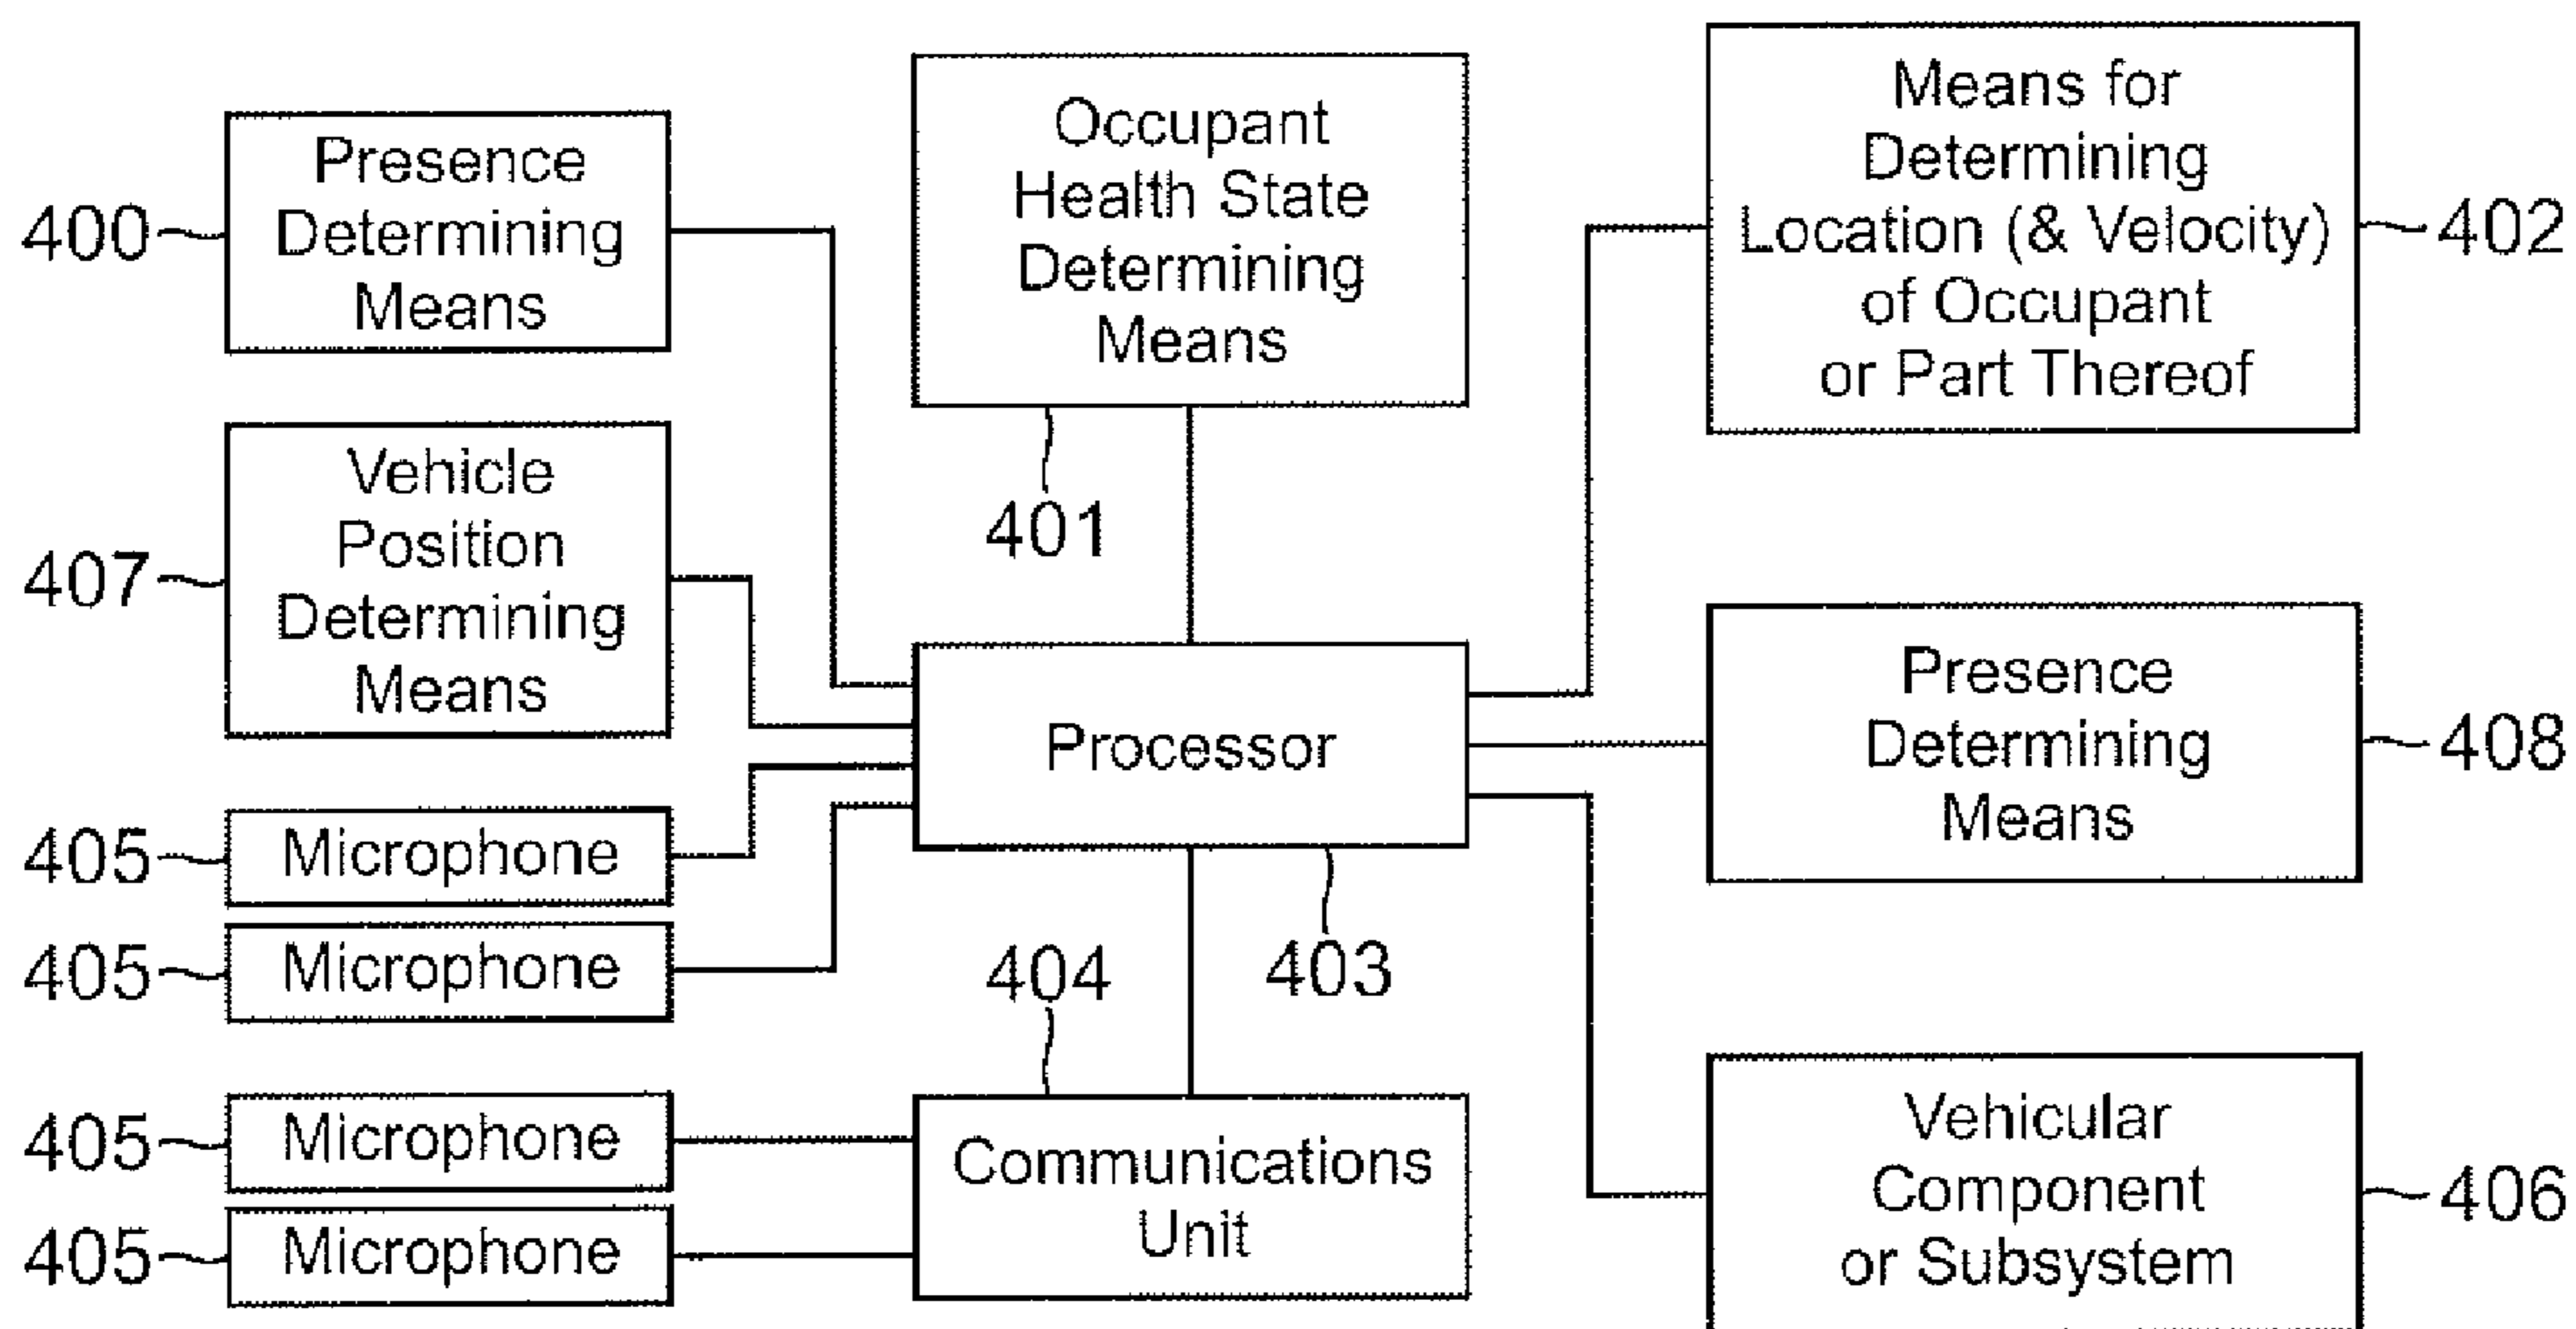 400
Presence
Determining
Means
Occupant
Health State
Determining
Means
401
Means for
Determining
Location (& Velocity)
of Occupant
or Part Thereof
402
407
Vehicle
Position
Determining
Means
Processor
403
Presence
Determining
Means
408
405
Microphone
405
Microphone
404
405
Microphone
405
Microphone
Communications
Unit
Vehicular
Component
or Subsystem
406